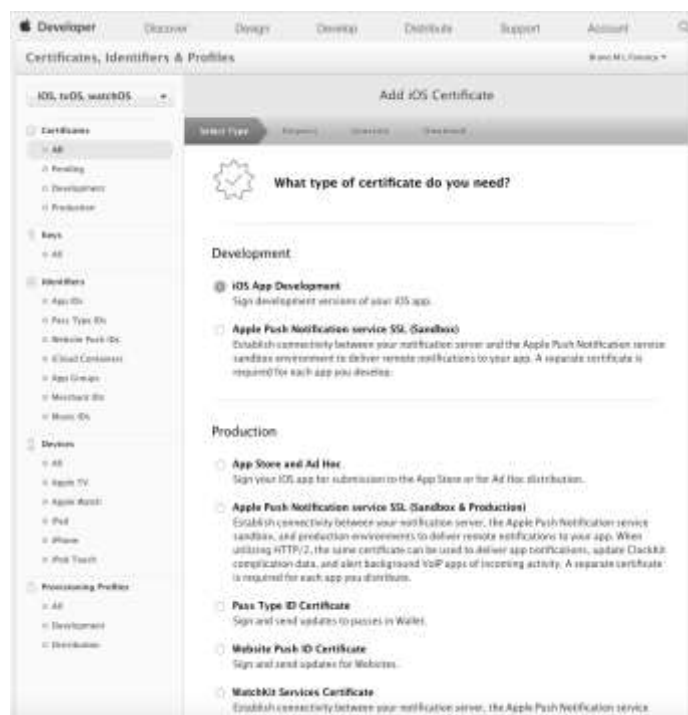 Developer Discover Design Develop Distribute Support Account
Certificates, Identifiers & Profiles
iOS, tvOS, watchOS
Add iOS Certificate
Certificates
All
Pending
Development
Production
Keys
All
Identifiers
App IDs
Pass Type IDs
Website Push IDs
iCloud Containers
App Groups
Merchant IDs
Music IDs
Devices
All
Apple TV
Apple Watch
iPad
iPhone
iPod Touch
Provisioning Profiles
All
Development
Distribution
Select Type Request Generate Download
What type of certificate do you need?
Development
iOS App Development
Sign development versions of your iOS app.
Apple Push Notification service SSL (Sandbox)
Establish connectivity between your notification server and the Apple Push Notification service
sandbox environment to deliver remote notifications to your app. A separate certificate is
required for each app you develop.
Production
App Store and Ad Hoc
Sign your iOS app for submission to the App Store or for Ad Hoc distribution.
Apple Push Notification service SSL (Sandbox & Production)
Establish connectivity between your notification server, the Apple Push Notification service
sandbox, and production environments to deliver remote notifications to your app. When
utilizing HTTP/2, the same certificate can be used to deliver app notifications, update ClockKit
complication data, and alert background VoIP apps of incoming activity. A separate certificate
is required for each app you distribute.
Pass Type ID Certificate
Sign and send updates to passes in Wallet.
Website Push ID Certificate
Sign and send updates for Websites.
WatchKit Services Certificate
Establish connectivity between your notification server, the Apple Push Notification service